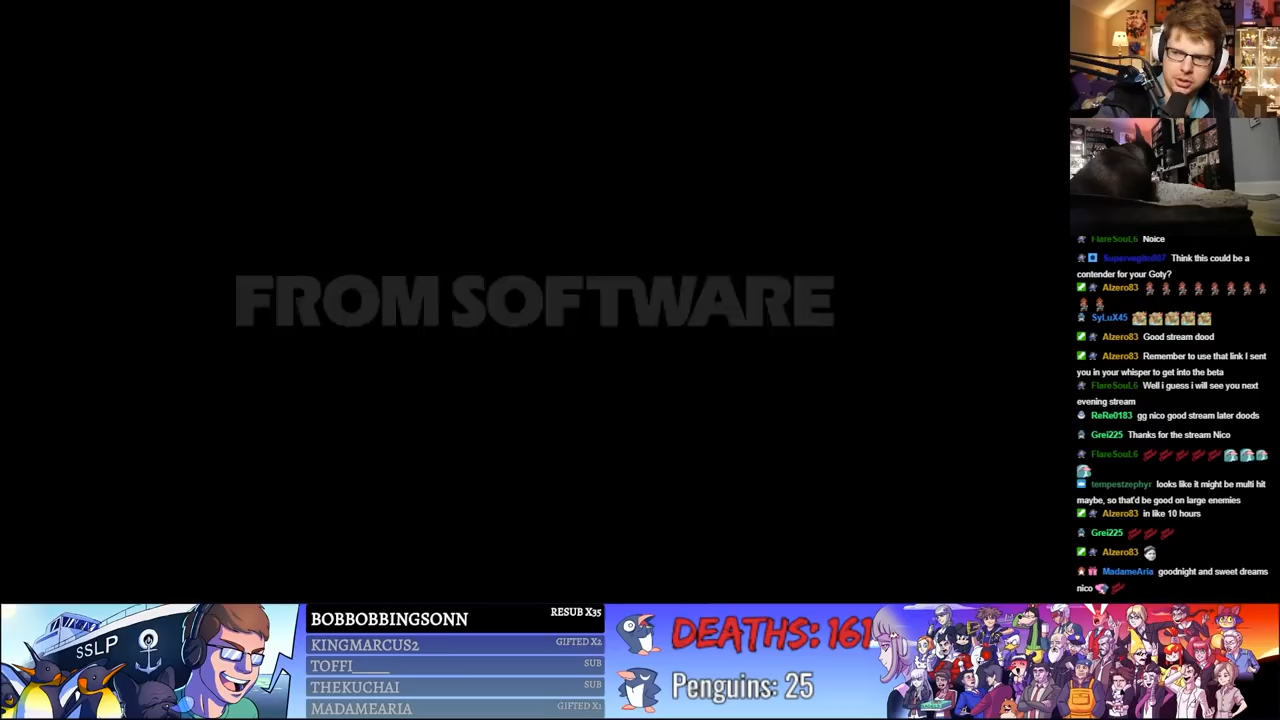 FROM SOFTWARE
FlareSouL6 Noice
Supervegito807 Think this could be a
contender for your Goty?
Alzero83
SyLuX45
Alzero83 Good stream dood
Alzero83 Remember to use that link I sent
you in your whisper to get into the beta
FlareSouL6 Well i guess i will see you next
evening stream
ReRe0183 gg nico good stream later doods
Grei225 Thanks for the stream Nico
FlareSouL6
tempestzephyr looks like it might be multi hit
maybe, so that'd be good on large enemies
Alzero83 in like 10 hours
Grei225
Alzero83
MadameAria goodnight and sweet dreams
nico
SSLP
BOBBOBBINGSONN RESUB X35
KINGMARCUS2 GIFTED X2
TOFFI_____ SUB
THEKUCHAI SUB
MADAMEARIA GIFTED X1
DEATHS: 161
Penguins: 25